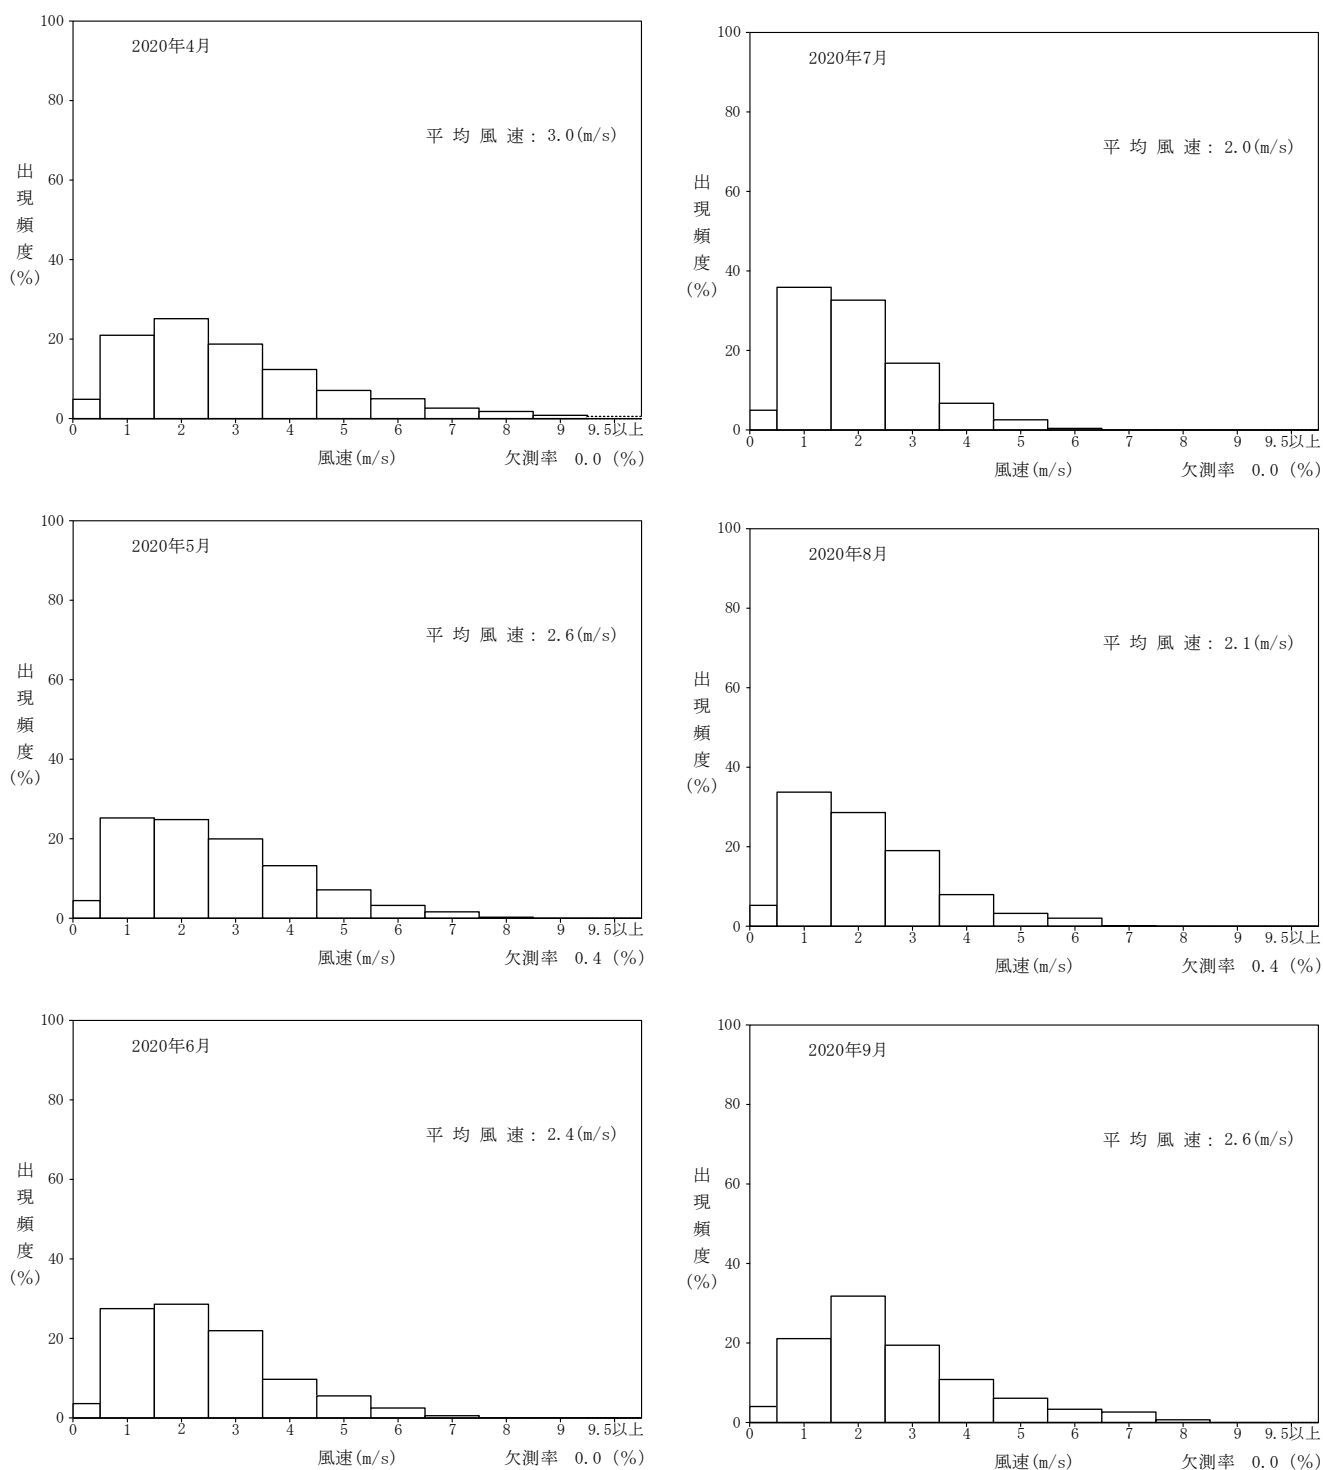 2020年4月
平均風速: 3.0(m/s)
出現頻度(%)
100
80
60
40
20
0
0 1 2 3 4 5 6 7 8 9 9.5以上
風速(m/s) 欠測率 0.0 (%)
2020年5月
平均風速: 2.6(m/s)
出現頻度(%)
100
80
60
40
20
0
0 1 2 3 4 5 6 7 8 9 9.5以上
風速(m/s) 欠測率 0.4 (%)
2020年6月
平均風速: 2.4(m/s)
出現頻度(%)
100
80
60
40
20
0
0 1 2 3 4 5 6 7 8 9 9.5以上
風速(m/s) 欠測率 0.0 (%)
2020年7月
平均風速: 2.0(m/s)
出現頻度(%)
100
80
60
40
20
0
0 1 2 3 4 5 6 7 8 9 9.5以上
風速(m/s) 欠測率 0.0 (%)
2020年8月
平均風速: 2.1(m/s)
出現頻度(%)
100
80
60
40
20
0
0 1 2 3 4 5 6 7 8 9 9.5以上
風速(m/s) 欠測率 0.4 (%)
2020年9月
平均風速: 2.6(m/s)
出現頻度(%)
100
80
60
40
20
0
0 1 2 3 4 5 6 7 8 9 9.5以上
風速(m/s) 欠測率 0.0 (%)